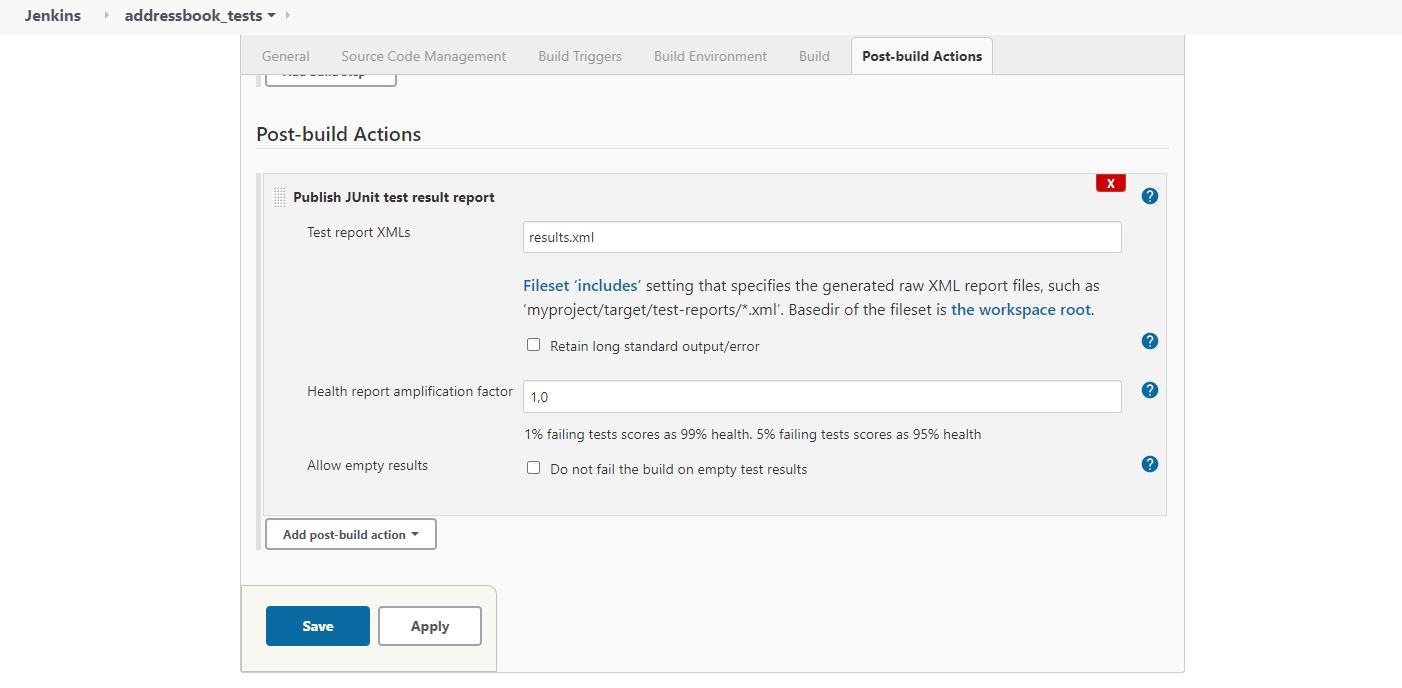 Jenkins addressbook_tests
General Source Code Management Build Triggers Build Environment Build Post-build Actions
Post-build Actions
X
Publish JUnit test result report ?
Test report XMLs results.xml
Fileset ‘includes’ setting that specifies the generated raw XML report files, such as
‘myproject/target/test-reports/*.xml’. Basedir of the fileset is the workspace root.
Retain long standard output/error ?
Health report amplification factor 1,0 ?
1% failing tests scores as 99% health. 5% failing tests scores as 95% health
Allow empty results Do not fail the build on empty test results ?
Add post-build action
Save Apply